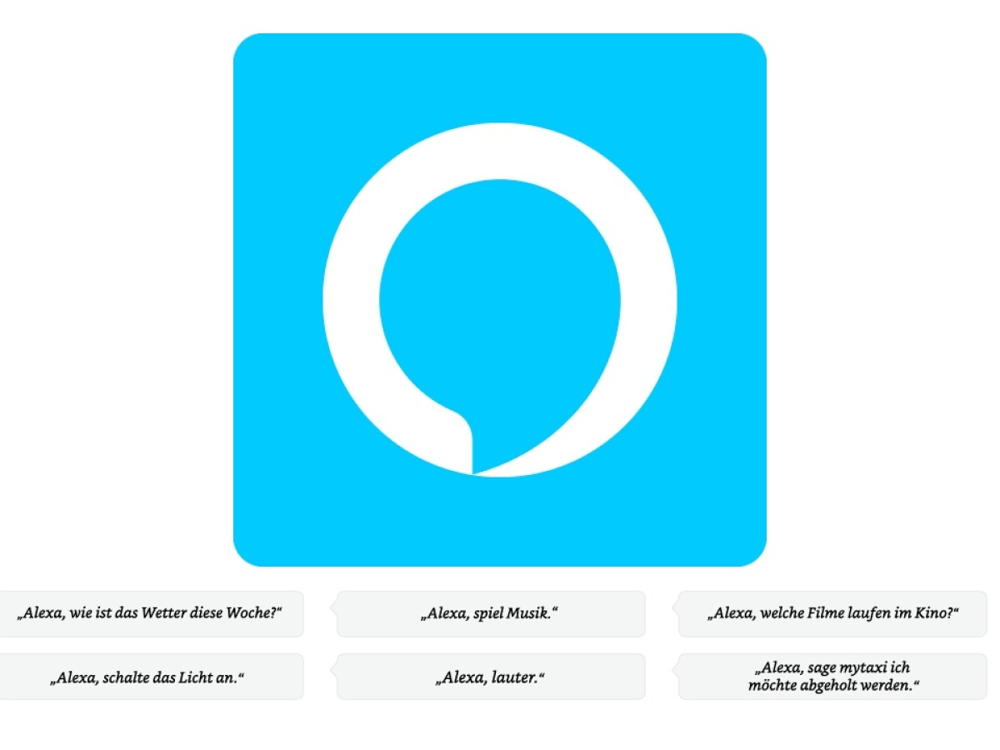 „Alexa, wie ist das Wetter diese Woche?“
„Alexa, spiel Musik.“
„Alexa, welche Filme laufen im Kino?“
„Alexa, schalte das Licht an.“
„Alexa, lauter.“
„Alexa, sage mytaxi ich
möchte abgeholt werden.“